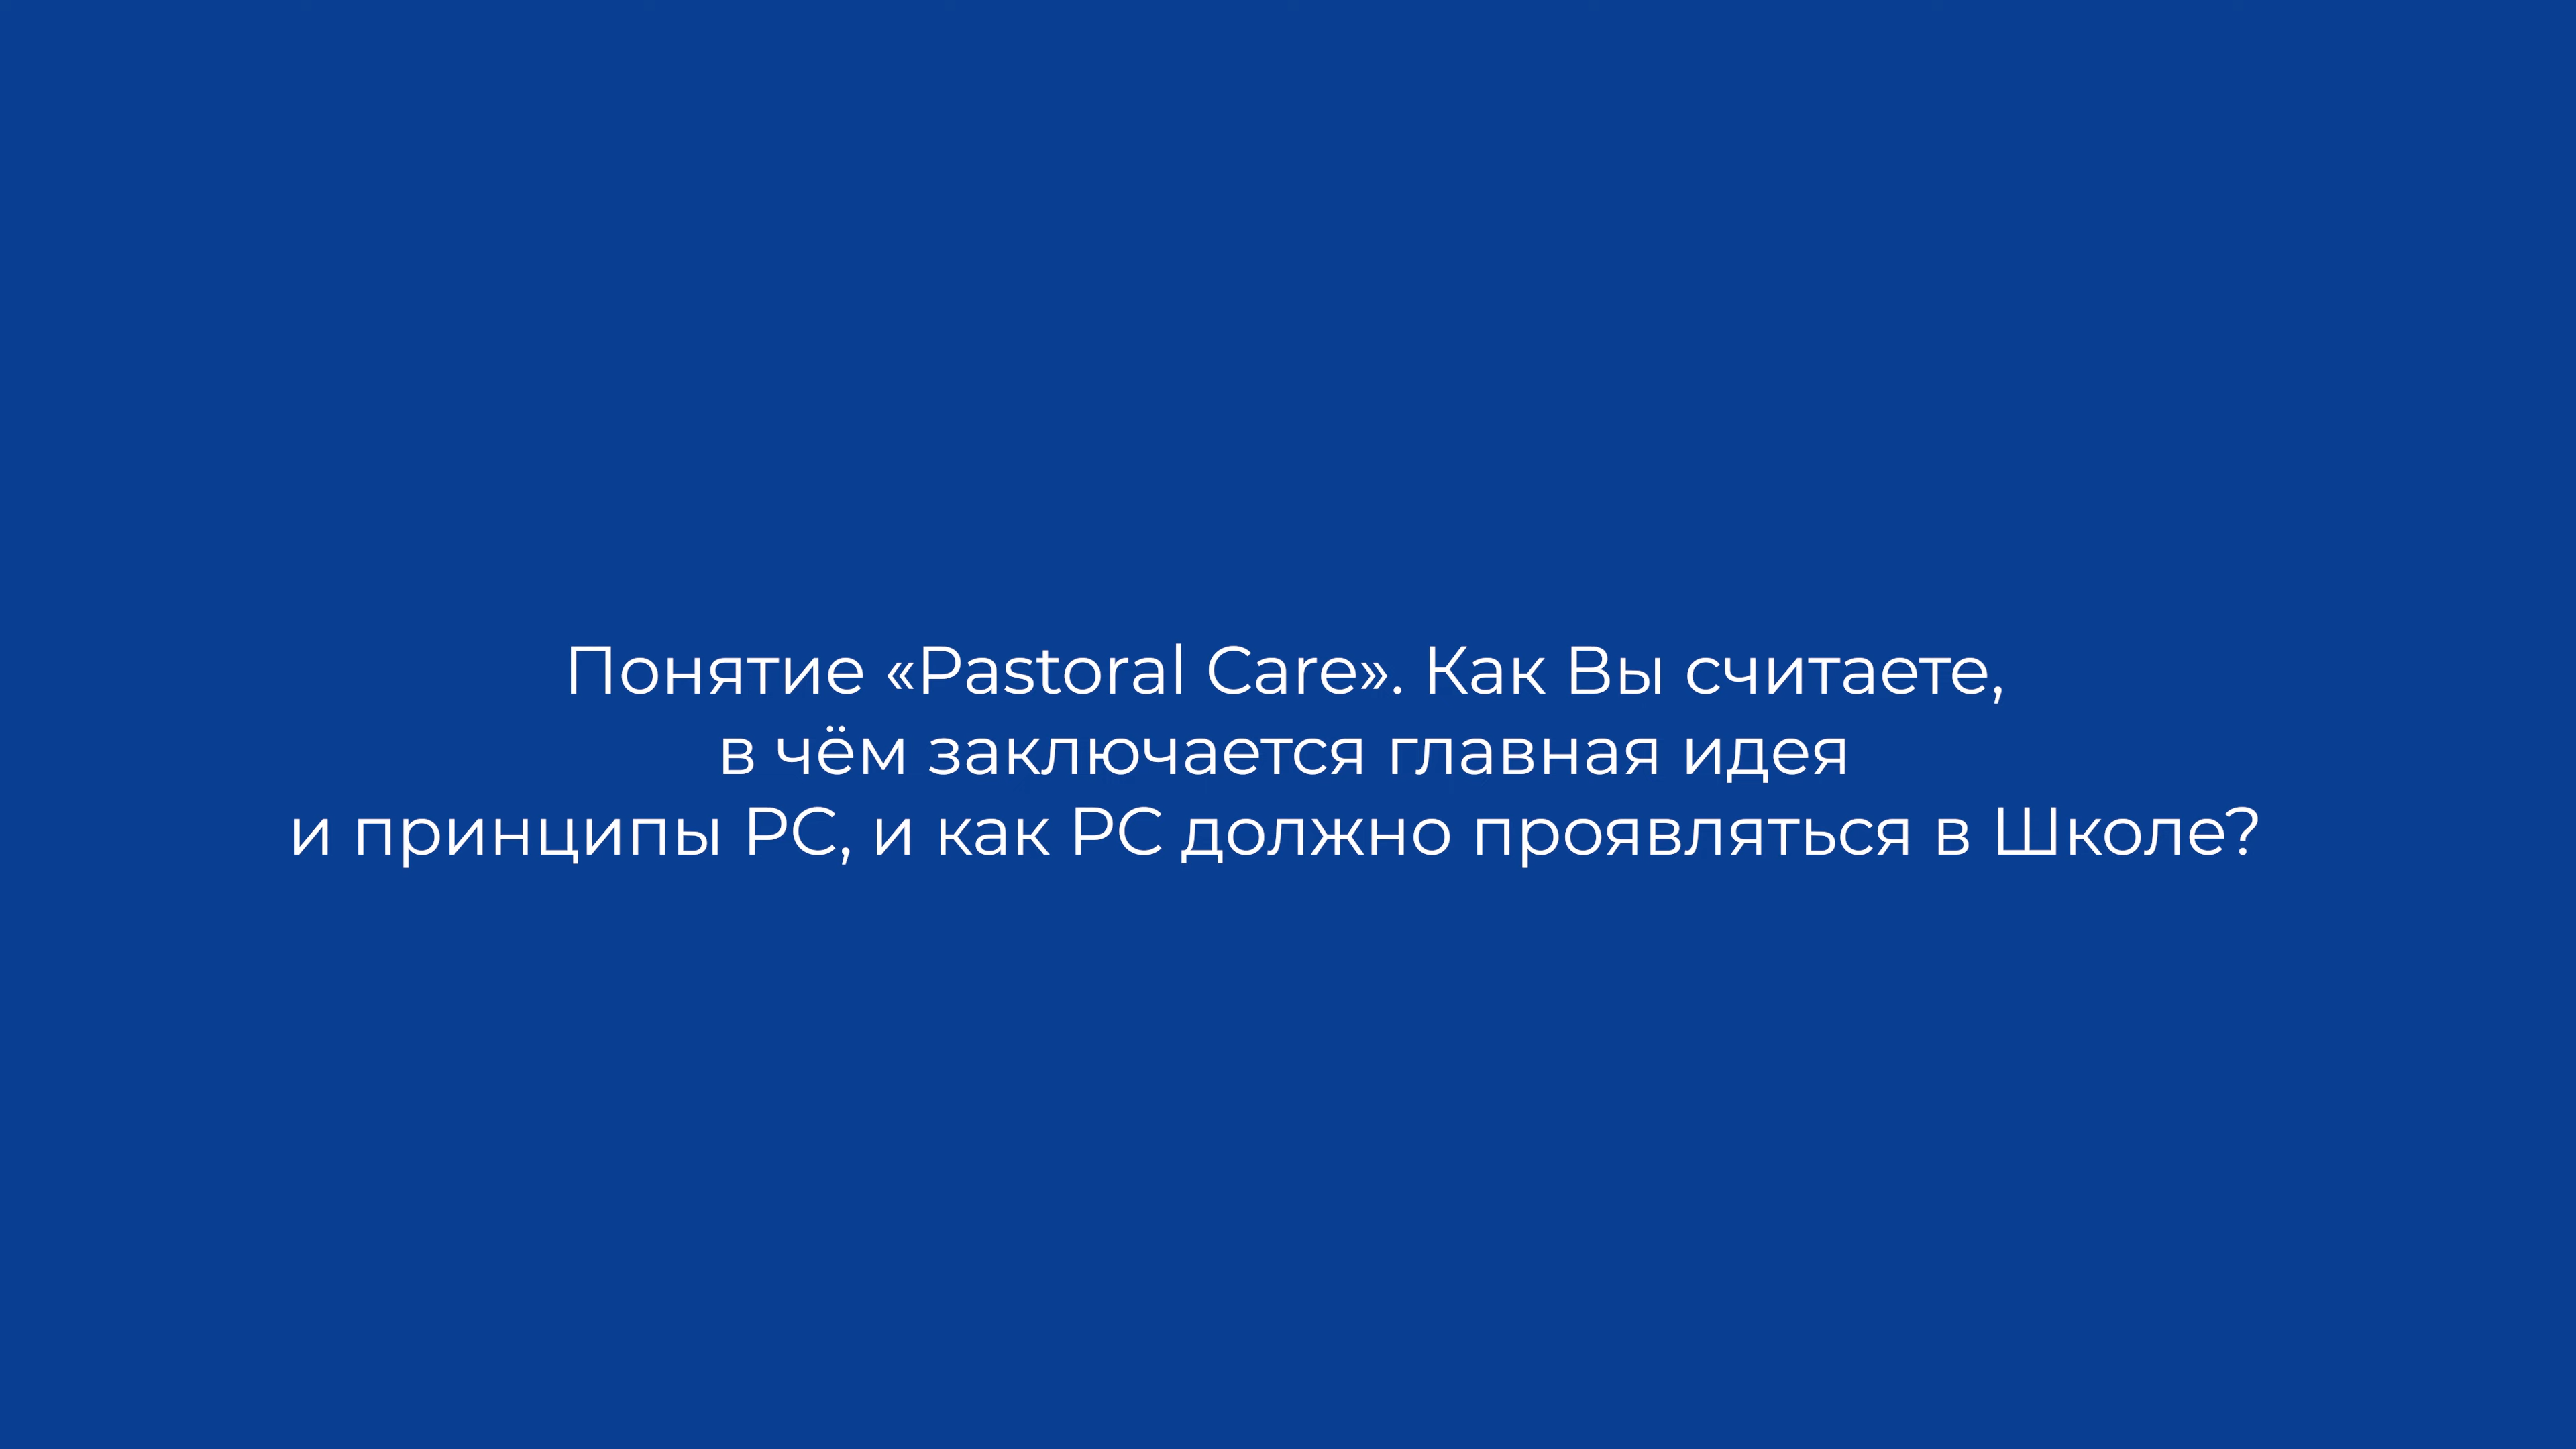 Понятие «Pastoral Care». Как Вы считаете,
в чём заключается главная идея
и принципы PC, и как PC должно проявляться в Школе?